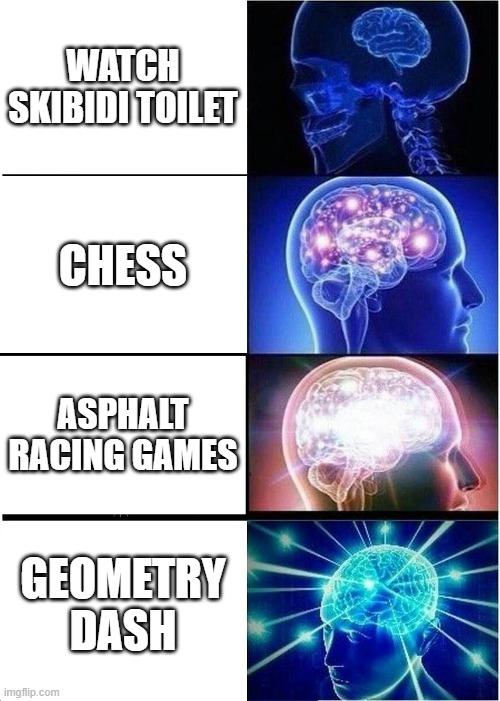 WATCH
SKIBIDI TOILET
CHESS
ASPHALT
RACING GAMES
GEOMETRY
DASH
imgflip.com